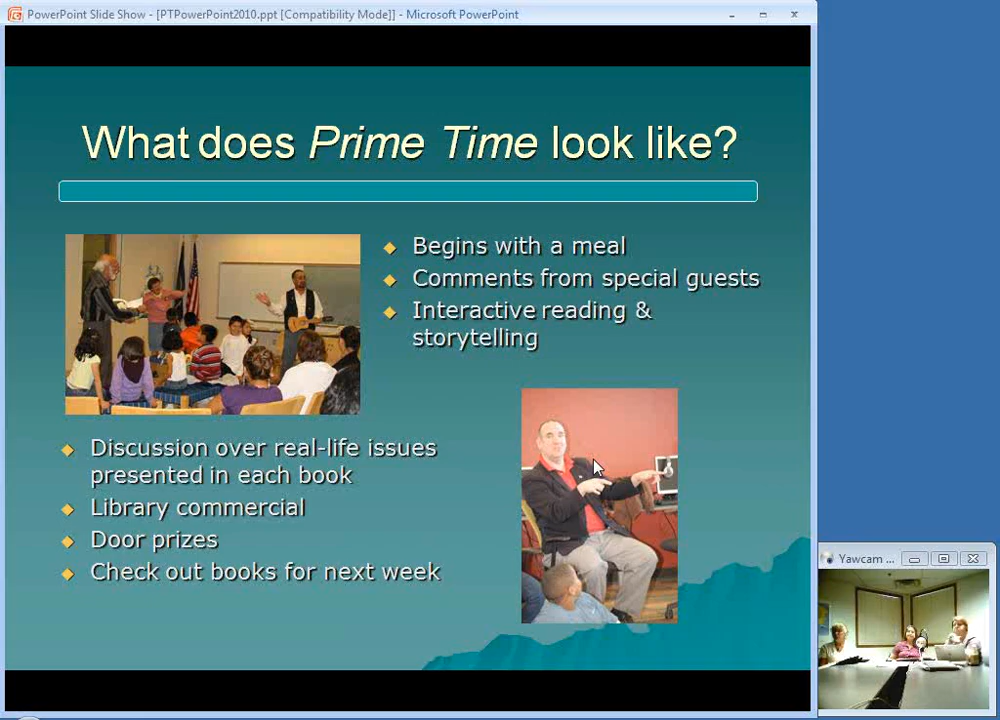 PowerPoint Slide Show - [PTPowerPoint2010.ppt [Compatibility Mode]] - Microsoft PowerPoint
What does Prime Time look like?
Begins with a meal
Comments from special guests
Interactive reading &
storytelling
Discussion over real-life issues
presented in each book
Library commercial
Door prizes
Check out books for next week
Yawcam ...